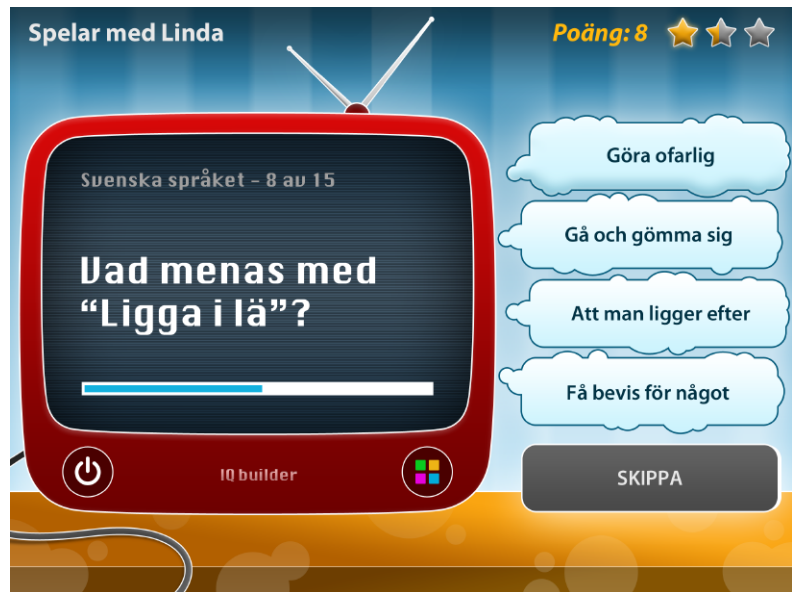 Spelar med Linda
Poäng: 8
Svenska språket - 8 av 15
Vad menas med
“Ligga i lä”?
IQ builder
Göra ofarlig
Gå och gömma sig
Att man ligger efter
Få bevis för något
SKIPPA